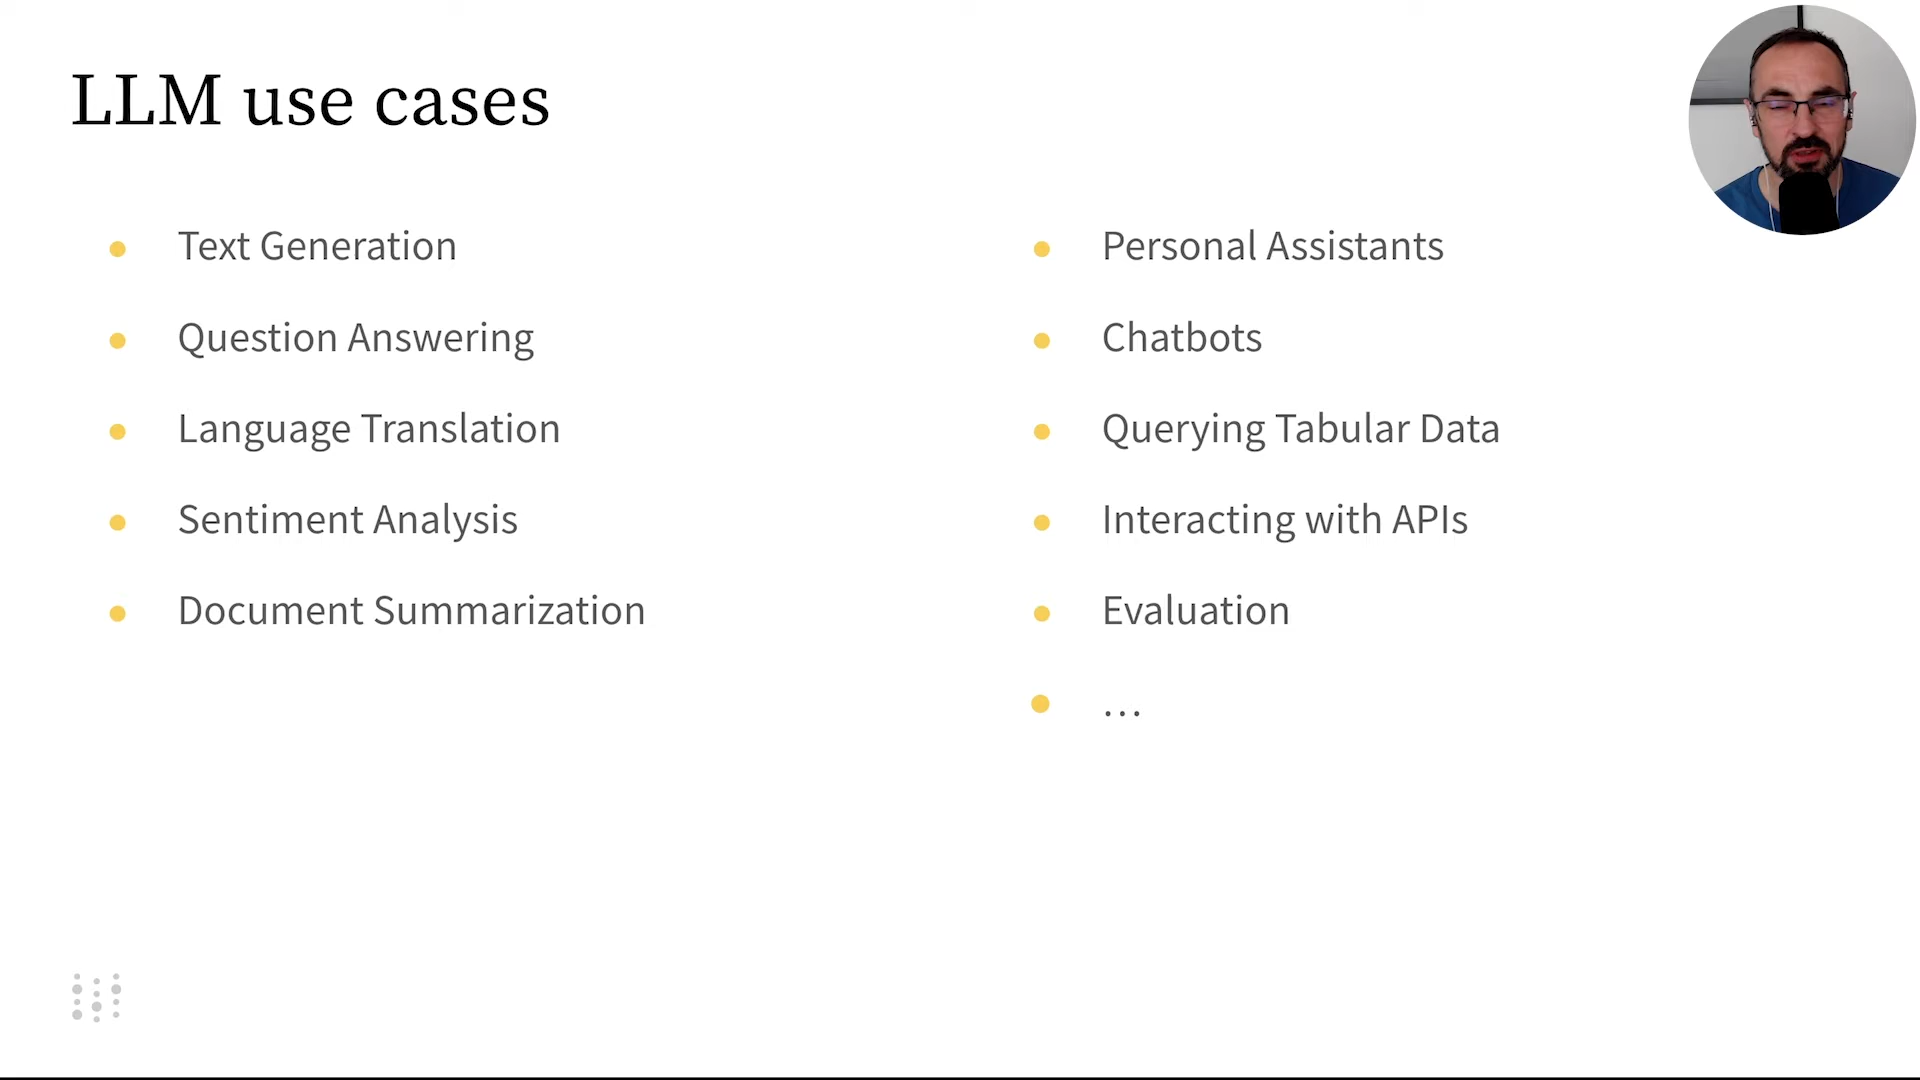 LLM use cases
Text Generation
Question Answering
Language Translation
Sentiment Analysis
Document Summarization
Personal Assistants
Chatbots
Querying Tabular Data
Interacting with APIs
Evaluation
…